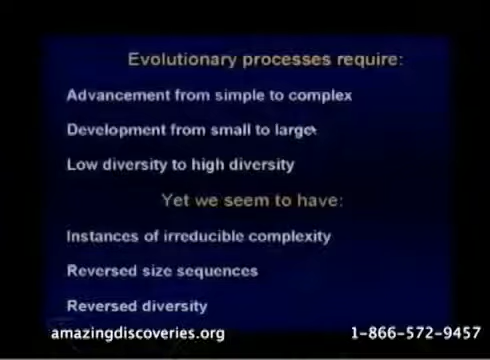 Evolutionary processes require:
Advancement from simple to complex
Development from small to large
Low diversity to high diversity
Yet we seem to have:
Instances of irreducible complexity
Reversed size sequences
Reversed diversity
amazingdiscoveries.org 1-866-572-9457